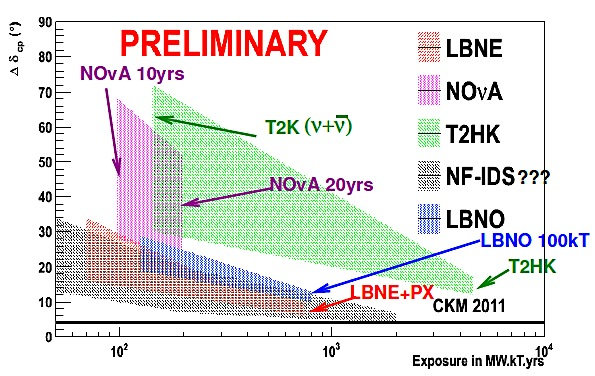 PRELIMINARY
Δ δcp (°)
90
80
70
60
50
40
30
20
10
0
NOvA 10yrs
T2K (ν+ν̅)
NOvA 20yrs
LBNE
NOνA
T2HK
NF-IDS???
LBNO
LBNO 100kT
T2HK
LBNE+PX
CKM 2011
10²
10³
10⁴
Exposure in MW.kT.yrs